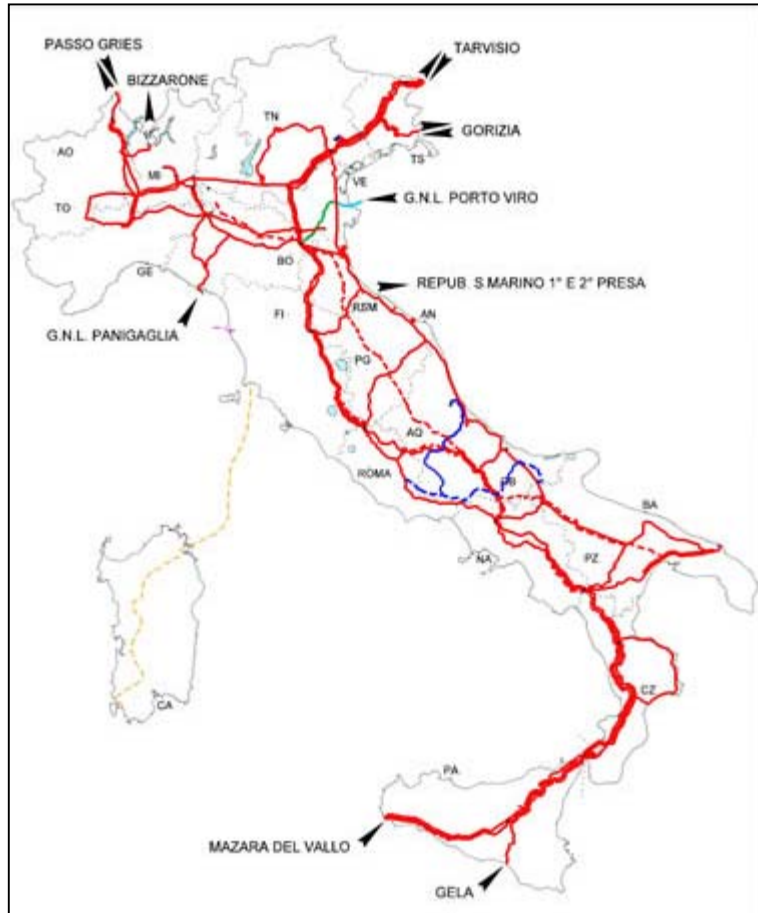 PASSO GRIES
TARVISIO
BIZZARONE
TN
GORIZIA
AO
TS
MI
VE
G.N.L. PORTO VIRO
TO
BO
GE
REPUB. S.MARINO 1° E 2° PRESA
RSM
AN
FI
G.N.L. PANIGAGLIA
PG
AQ
ROMA
CB
BA
NA
PZ
CZ
CA
PA
MAZARA DEL VALLO
GELA